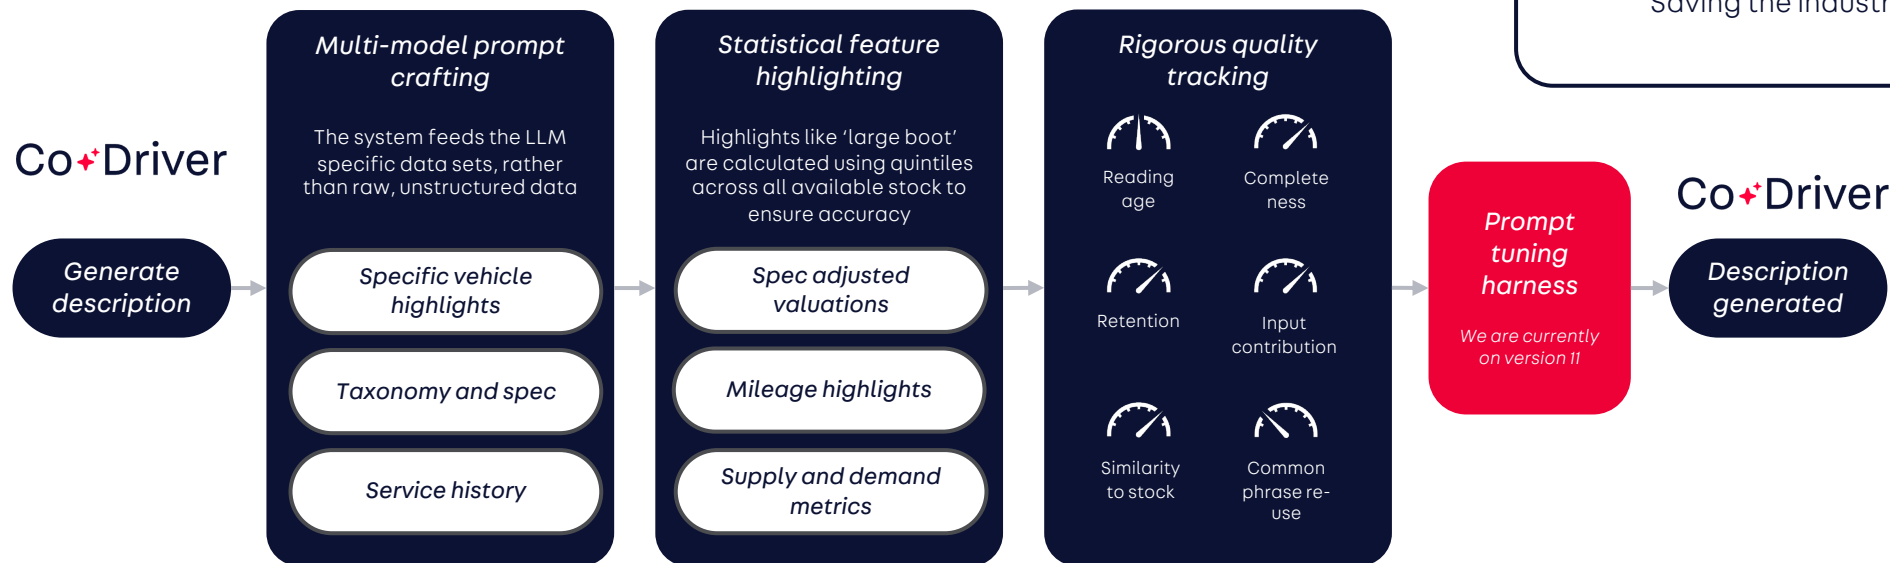 Saving the industr
Co Driver
Generate
description
Multi-model prompt
crafting
The system feeds the LLM
specific data sets, rather
than raw, unstructured data
Specific vehicle
highlights
Taxonomy and spec
Service history
Statistical feature
highlighting
Highlights like ‘large boot’
are calculated using quintiles
across all available stock to
ensure accuracy
Spec adjusted
valuations
Mileage highlights
Supply and demand
metrics
Rigorous quality
tracking
Reading
age
Complete
ness
Retention
Input
contribution
Similarity
to stock
Common
phrase re-
use
Prompt
tuning
harness
We are currently
on version 11
Co Driver
Description
generated